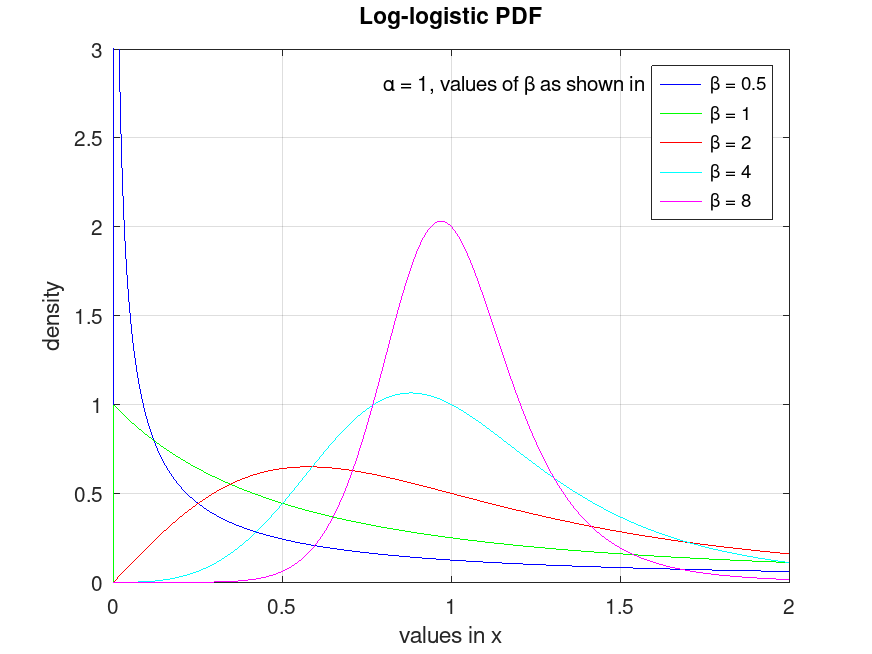 Log-logistic PDF
α = 1, values of β as shown in
β = 0.5
β = 1
β = 2
β = 4
β = 8
3
2.5
2
1.5
1
0.5
0
density
0 0.5 1 1.5 2
values in x